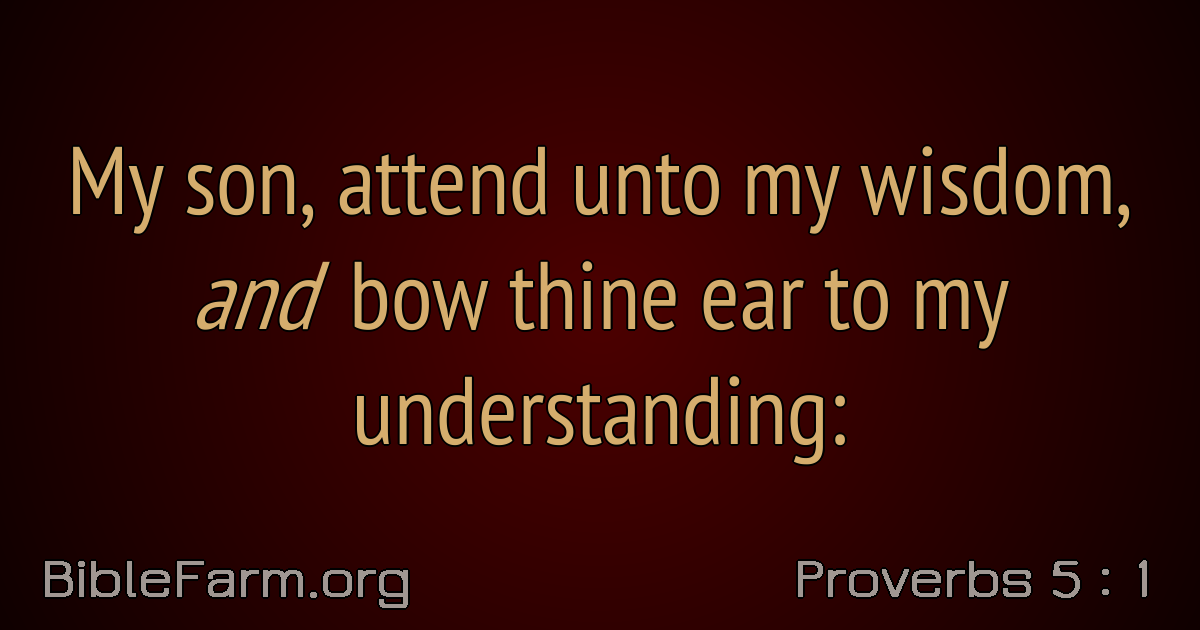 My son, attend unto my wisdom,
and bow thine ear to my
understanding:
BibleFarm.org
Proverbs 5 : 1